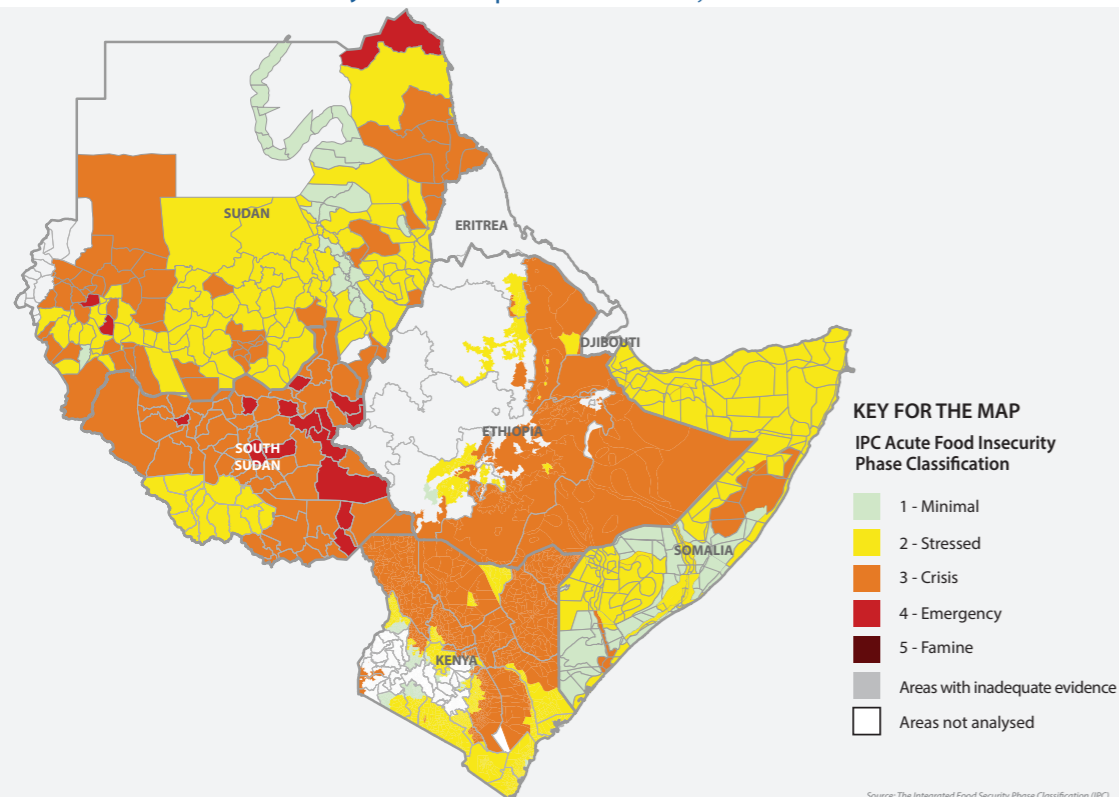 SUDAN
ERITREA
DJIBOUTI
ETHIOPIA
SOUTH
SUDAN
SOMALIA
KENYA
KEY FOR THE MAP
IPC Acute Food Insecurity
Phase Classification
1 - Minimal
2 - Stressed
3 - Crisis
4 - Emergency
5 - Famine
Areas with inadequate evidence
Areas not analysed
Source: The Integrated Food Security Phase Classification (IPC)